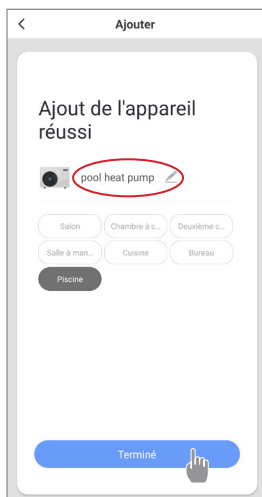 Ajouter
Ajout de l'appareil
réussi
pool heat pump
Salon Chambre à c... Deuxième c...
Salle à man... Cuisine Bureau
Piscine
Terminé